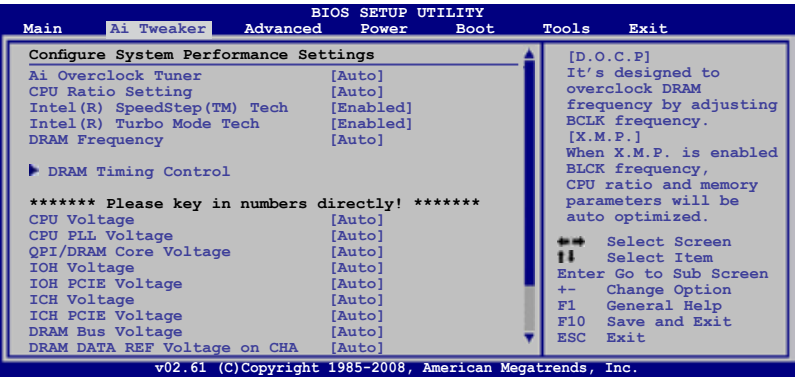 BIOS SETUP UTILITY
Main Ai Tweaker Advanced Power Boot Tools Exit
Configure System Performance Settings
Ai Overclock Tuner [Auto]
CPU Ratio Setting [Auto]
Intel(R) SpeedStep(TM) Tech [Enabled]
Intel(R) Turbo Mode Tech [Enabled]
DRAM Frequency [Auto]
DRAM Timing Control
******* Please key in numbers directly! *******
CPU Voltage [Auto]
CPU PLL Voltage [Auto]
QPI/DRAM Core Voltage [Auto]
IOH Voltage [Auto]
IOH PCIE Voltage [Auto]
ICH Voltage [Auto]
ICH PCIE Voltage [Auto]
DRAM Bus Voltage [Auto]
DRAM DATA REF Voltage on CHA [Auto]
[D.O.C.P]
It's designed to
overclock DRAM
frequency by adjusting
BCLK frequency.
[X.M.P.]
When X.M.P. is enabled
BLCK frequency,
CPU ratio and memory
parameters will be
auto optimized.
Select Screen
Select Item
Enter Go to Sub Screen
+- Change Option
F1 General Help
F10 Save and Exit
ESC Exit
v02.61 (C)Copyright 1985-2008, American Megatrends, Inc.